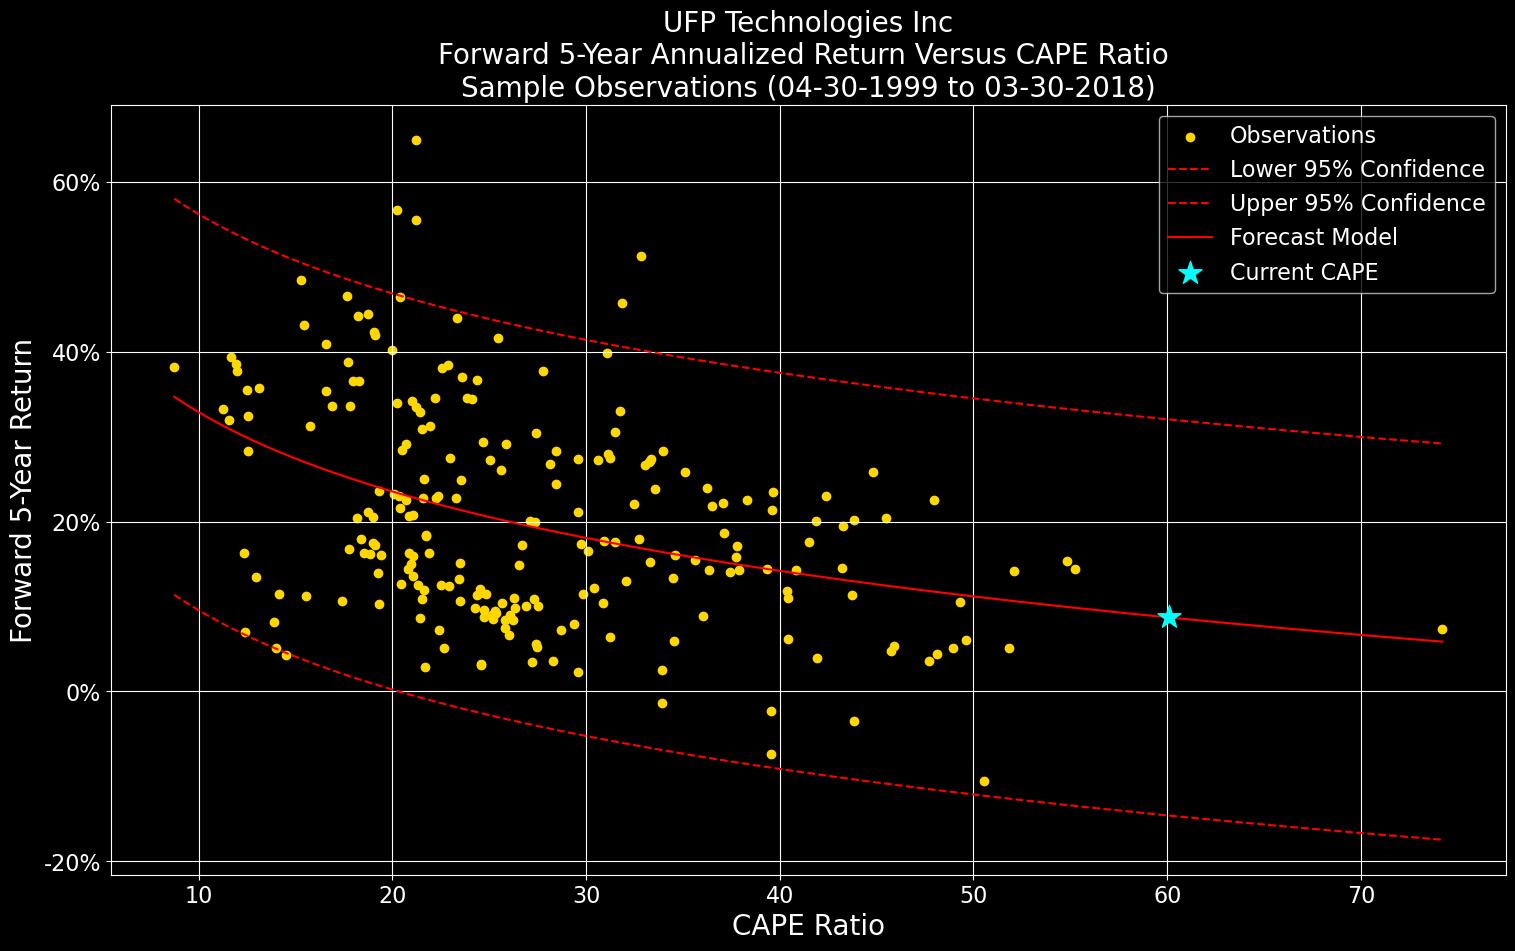 UFP Technologies Inc
Forward 5-Year Annualized Return Versus CAPE Ratio
Sample Observations (04-30-1999 to 03-30-2018)
Observations
Lower 95% Confidence
Upper 95% Confidence
Forecast Model
Current CAPE
Forward 5-Year Return
60%
40%
20%
0%
-20%
10 20 30 40 50 60 70
CAPE Ratio